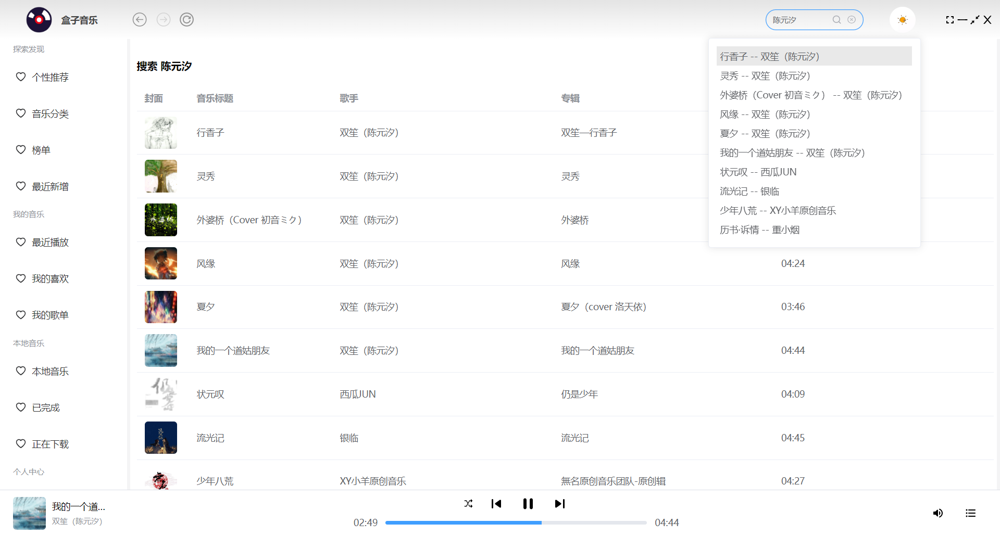 盒子音乐
陈元汐
探索发现
个性推荐
音乐分类
榜单
最近新增
我的音乐
最近播放
我的喜欢
我的歌单
本地音乐
本地音乐
已完成
正在下载
个人中心
搜索 陈元汐
封面 音乐标题 歌手 专辑
行香子 双笙（陈元汐） 双笙—行香子
灵秀 双笙（陈元汐） 灵秀
外婆桥
外婆桥（Cover 初音ミク） 双笙（陈元汐） 外婆桥
风缘 双笙（陈元汐） 风缘 04:24
夏夕 双笙（陈元汐） 夏夕（cover 洛天依） 03:46
我的一个道姑朋友 双笙（陈元汐） 我的一个道姑朋友 04:44
状元叹 西瓜JUN 仍是少年 04:09
流光记 银临 流光记 04:45
少年八荒 XY小羊原创音乐 無名原创音乐团队-原创辑 04:27
行香子 -- 双笙（陈元汐）
灵秀 -- 双笙（陈元汐）
外婆桥（Cover 初音ミク） -- 双笙（陈元汐）
风缘 -- 双笙（陈元汐）
夏夕 -- 双笙（陈元汐）
我的一个道姑朋友 -- 双笙（陈元汐）
状元叹 -- 西瓜JUN
流光记 -- 银临
少年八荒 -- XY小羊原创音乐
历书·诉情 -- 重小烟
我的一个道...
双笙（陈元汐）
02:49 04:44